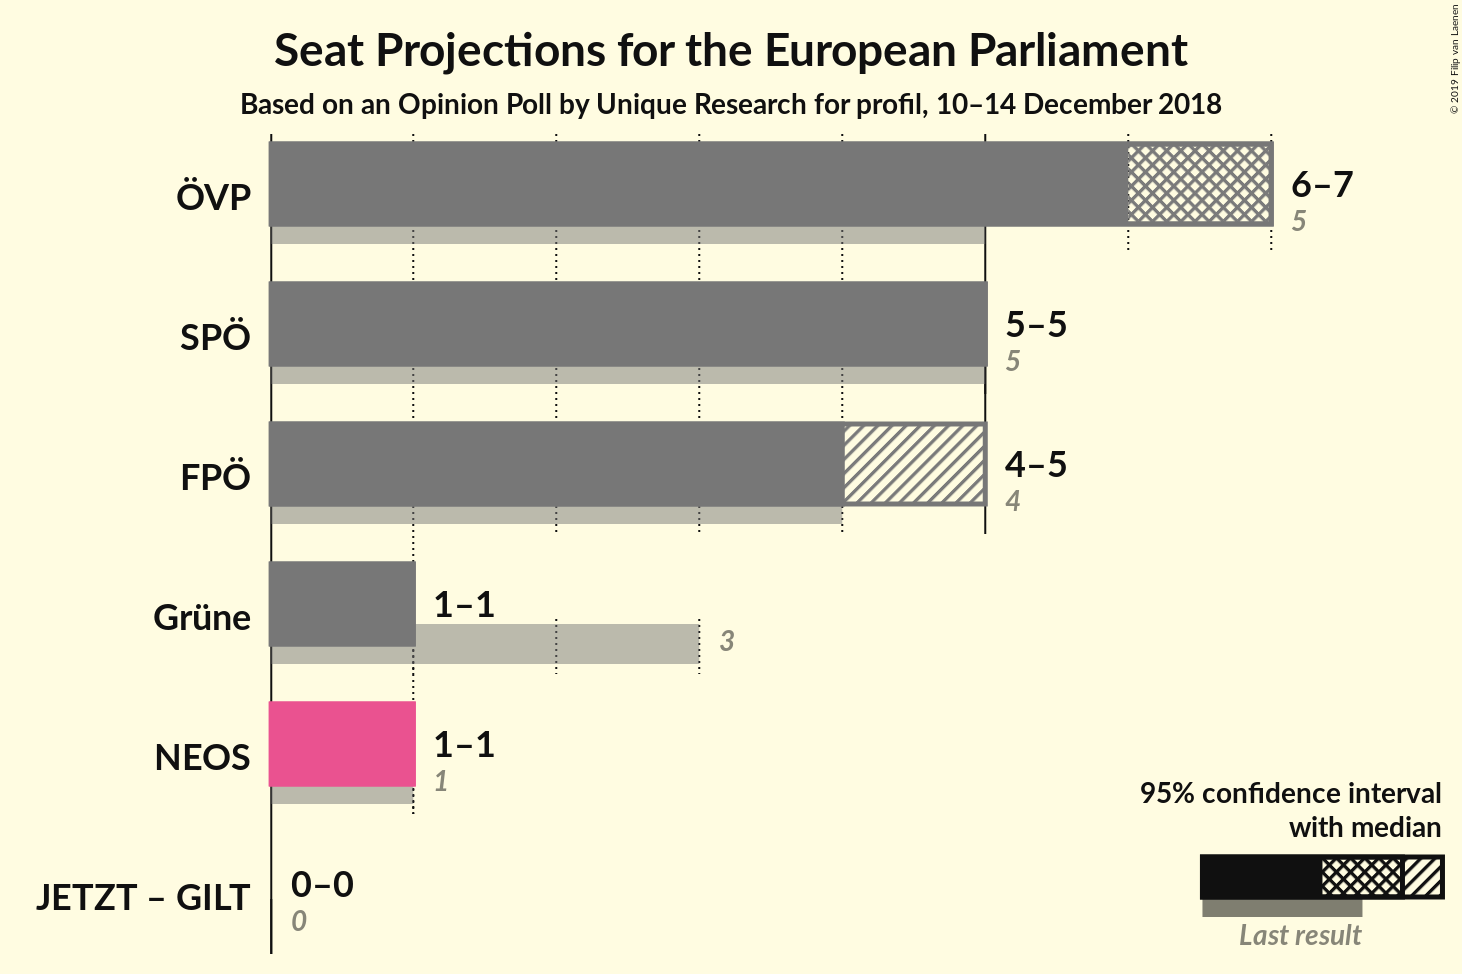 Seat Projections for the European Parliament
Based on an Opinion Poll by Unique Research for profil, 10–14 December 2018
© 2019 Filip van Laenen
ÖVP
6–7
5
SPÖ
5–5
5
FPÖ
4–5
4
Grüne
1–1
3
NEOS
1–1
1
JETZT – GILT
0–0
0
95% confidence interval
with median
Last result